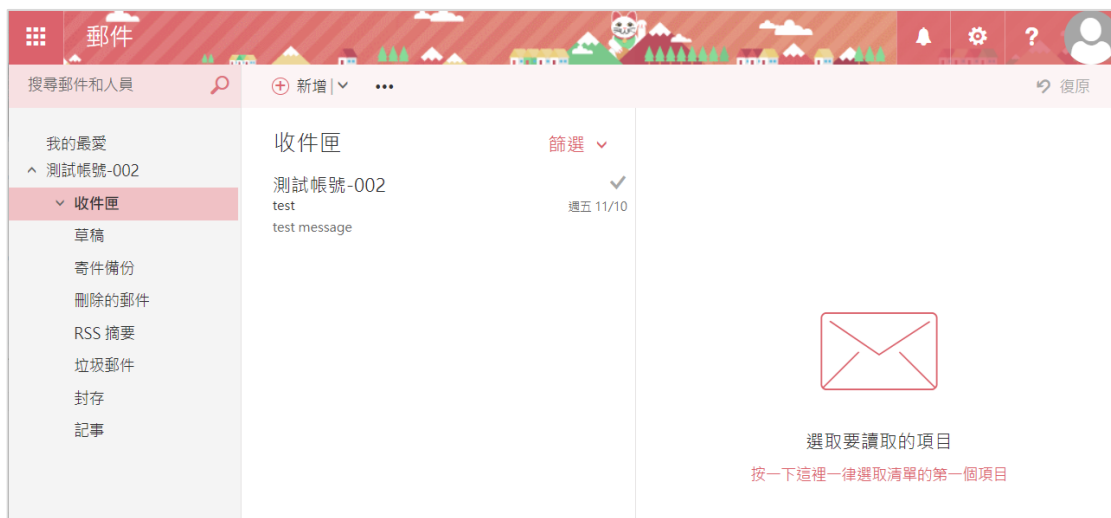 郵件
?
搜尋郵件和人員
新增
•••
復原
我的最愛
測試帳號-002
收件匣
草稿
寄件備份
刪除的郵件
RSS 摘要
垃圾郵件
封存
記事
收件匣
篩選
測試帳號-002
test
週五 11/10
test message
選取要讀取的項目
按一下這裡一律選取清單的第一個項目